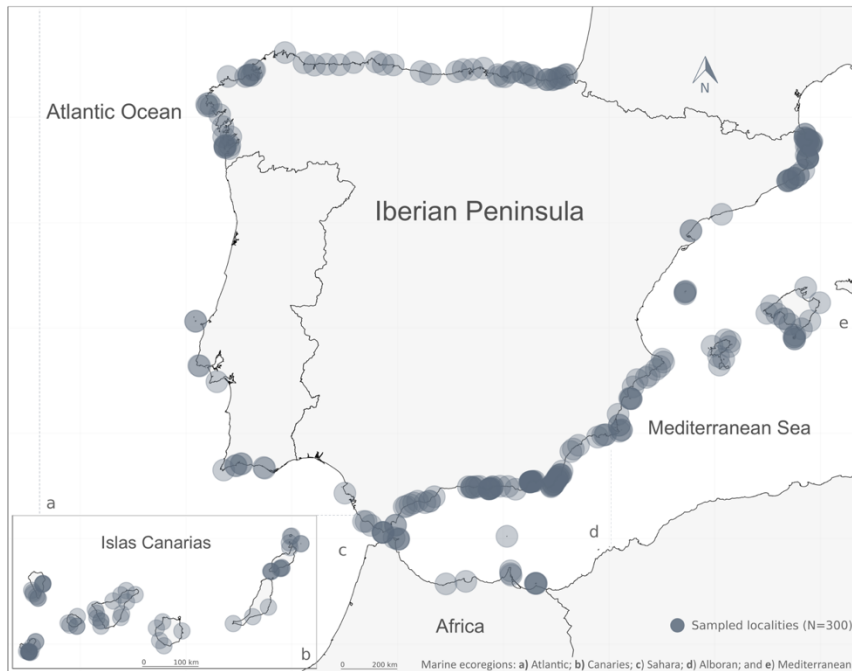 N
Atlantic Ocean
Iberian Peninsula
e
Mediterranean Sea
a
Islas Canarias
c
d
Africa
Sampled localities (N=300)
0 100 km
b
0 200 km
Marine ecoregions: a) Atlantic; b) Canaries; c) Sahara; d) Alboran; and e) Mediterranean